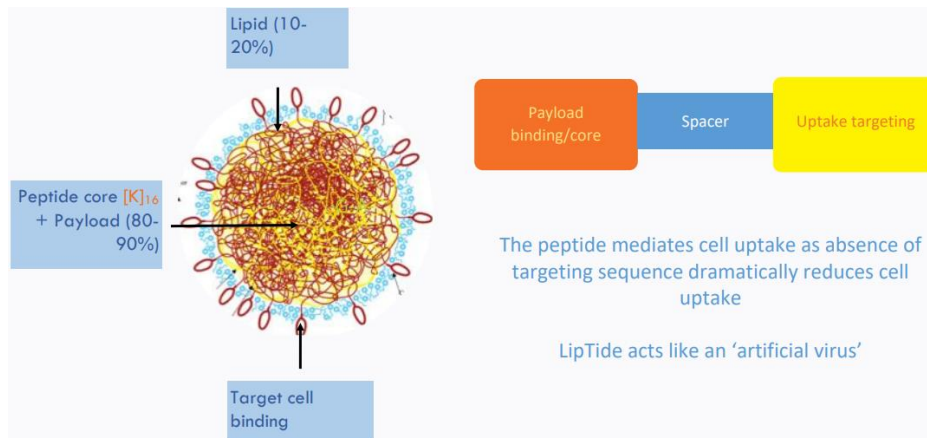 Lipid (10-
20%)
Peptide core [K]₁₆
+ Payload (80-
90%)
Target cell
binding
Payload
binding/core
Spacer
Uptake targeting
The peptide mediates cell uptake as absence of
targeting sequence dramatically reduces cell
uptake
LipTide acts like an ‘artificial virus’